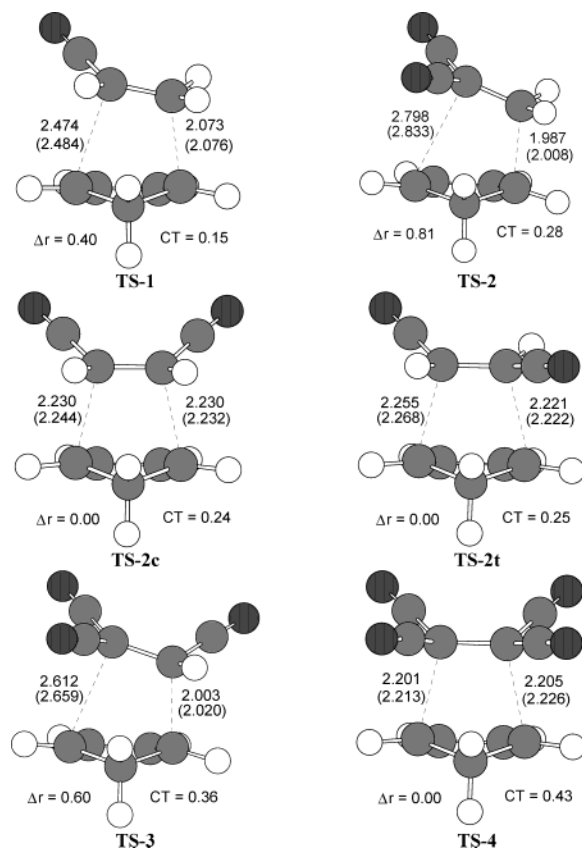 2.474
(2.484)
2.073
(2.076)
Δr = 0.40
CT = 0.15
TS-1
2.798
(2.833)
1.987
(2.008)
Δr = 0.81
CT = 0.28
TS-2
2.230
(2.244)
2.230
(2.232)
Δr = 0.00
CT = 0.24
TS-2c
2.255
(2.268)
2.221
(2.222)
Δr = 0.00
CT = 0.25
TS-2t
2.612
(2.659)
2.003
(2.020)
Δr = 0.60
CT = 0.36
TS-3
2.201
(2.213)
2.205
(2.226)
Δr = 0.00
CT = 0.43
TS-4